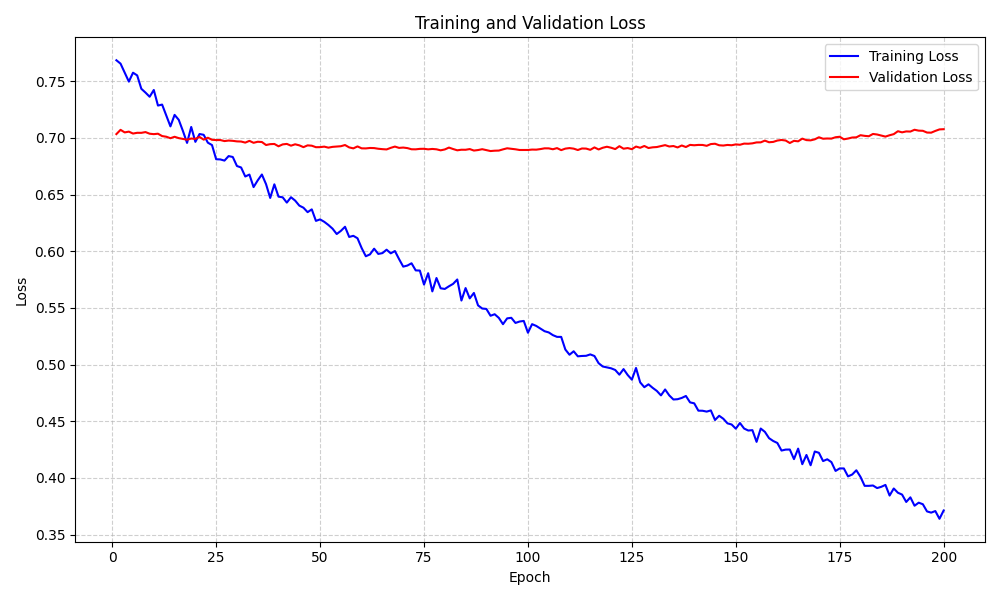 Training and Validation Loss
Training Loss
Validation Loss
0.75
0.70
0.65
0.60
0.55
0.50
0.45
0.40
0.35
Loss
0 25 50 75 100 125 150 175 200
Epoch